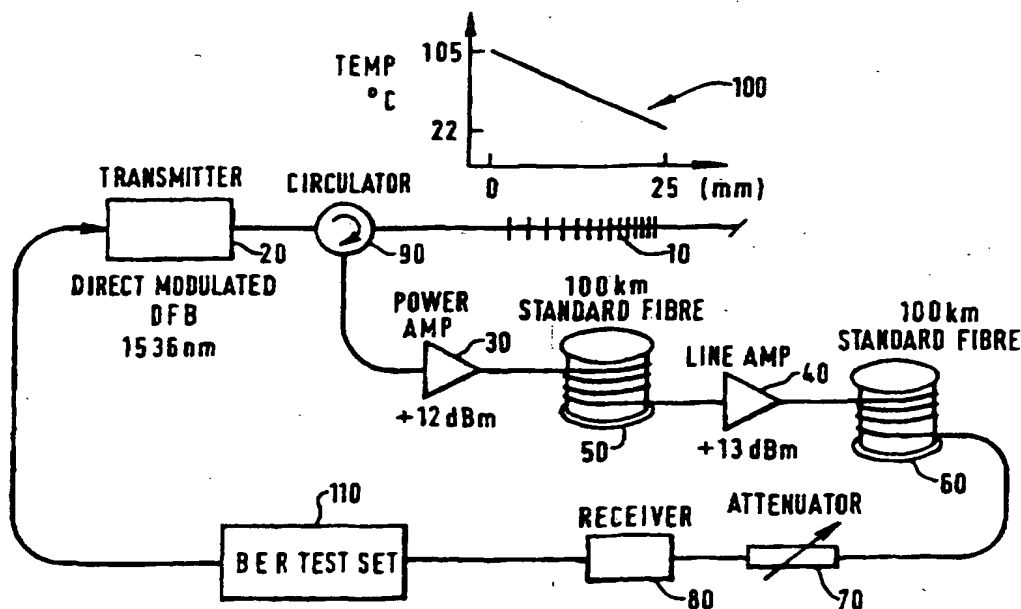 105
TEMP
°C
100
22
0
25
(mm)
TRANSMITTER
CIRCULATOR
20
90
10
DIRECT MODULATED
DFB
1536nm
POWER
AMP
30
+12dBm
100km
STANDARD FIBRE
50
LINE AMP
40
+13dBm
100km
STANDARD FIBRE
60
110
BER TEST SET
RECEIVER
80
ATTENUATOR
70